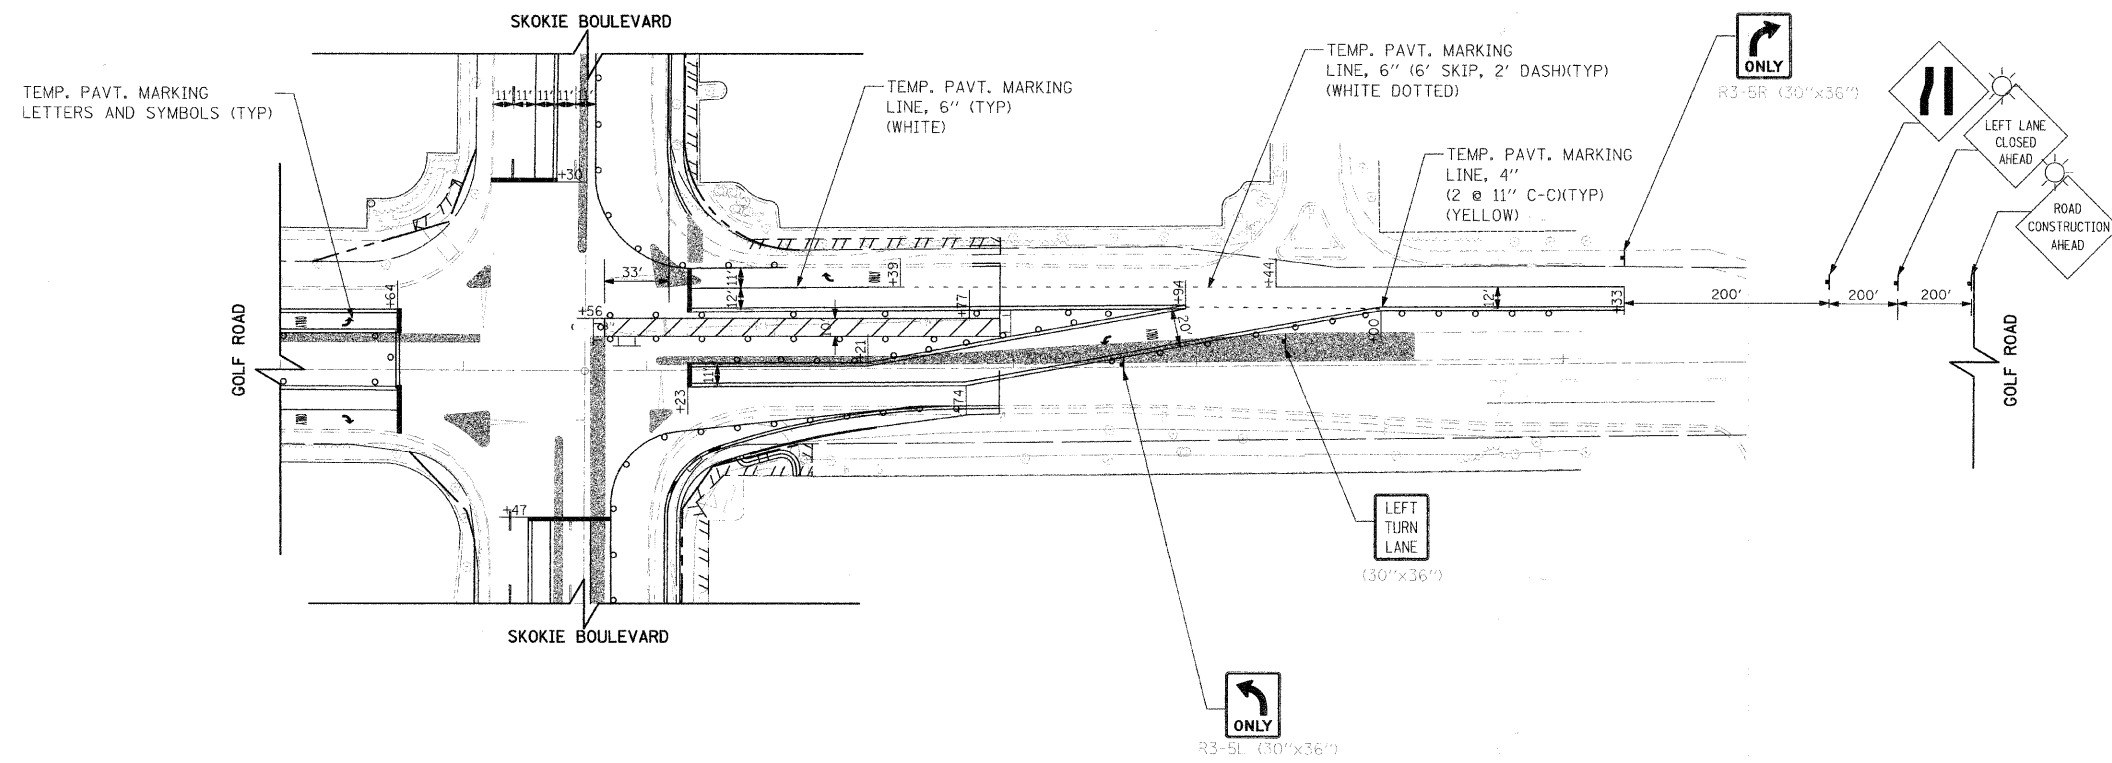 SKOKIE BOULEVARD
TEMP. PAVT. MARKING
LETTERS AND SYMBOLS (TYP)
TEMP. PAVT. MARKING
LINE, 6" (TYP)
(WHITE)
TEMP. PAVT. MARKING
LINE, 6" (6' SKIP, 2' DASH)(TYP)
(WHITE DOTTED)
TEMP. PAVT. MARKING
LINE, 4"
(2 @ 11" C-C)(TYP)
(YELLOW)
ONLY
R3-5R (30"x36")
LEFT LANE
CLOSED
AHEAD
ROAD
CONSTRUCTION
AHEAD
11' 11' 11' 11'
+30
33'
11'
12'
ONLY
+39
+44
+77
+94
+64
+56
12'
+33
200' 200' 200'
ONLY
20'
+00
ONLY
+21
11'
+23
+74
ONLY
+47
GOLF ROAD
GOLF ROAD
LEFT
TURN
LANE
(30"x36")
SKOKIE BOULEVARD
ONLY
R3-5L (30"x36")